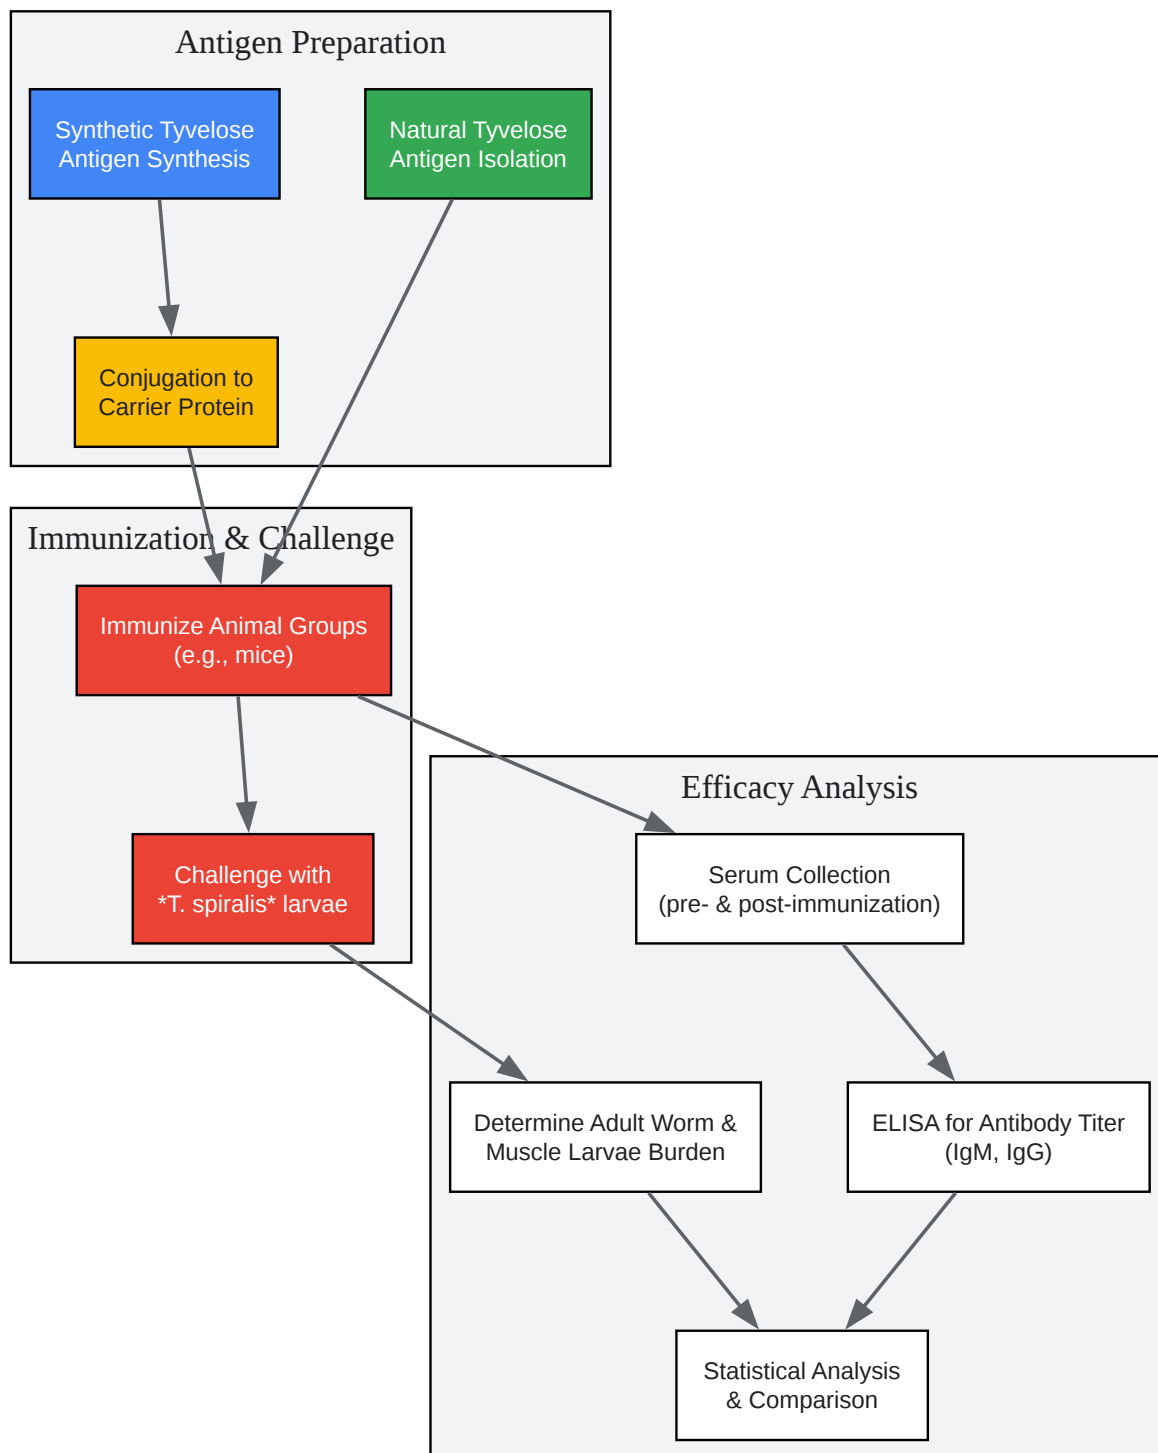 Antigen Preparation
Synthetic Tyvelose
Antigen Synthesis
Natural Tyvelose
Antigen Isolation
Conjugation to
Carrier Protein
Immunization & Challenge
Immunize Animal Groups
(e.g., mice)
Challenge with
*T. spiralis* larvae
Efficacy Analysis
Serum Collection
(pre- & post-immunization)
Determine Adult Worm &
Muscle Larvae Burden
ELISA for Antibody Titer
(IgM, IgG)
Statistical Analysis
& Comparison